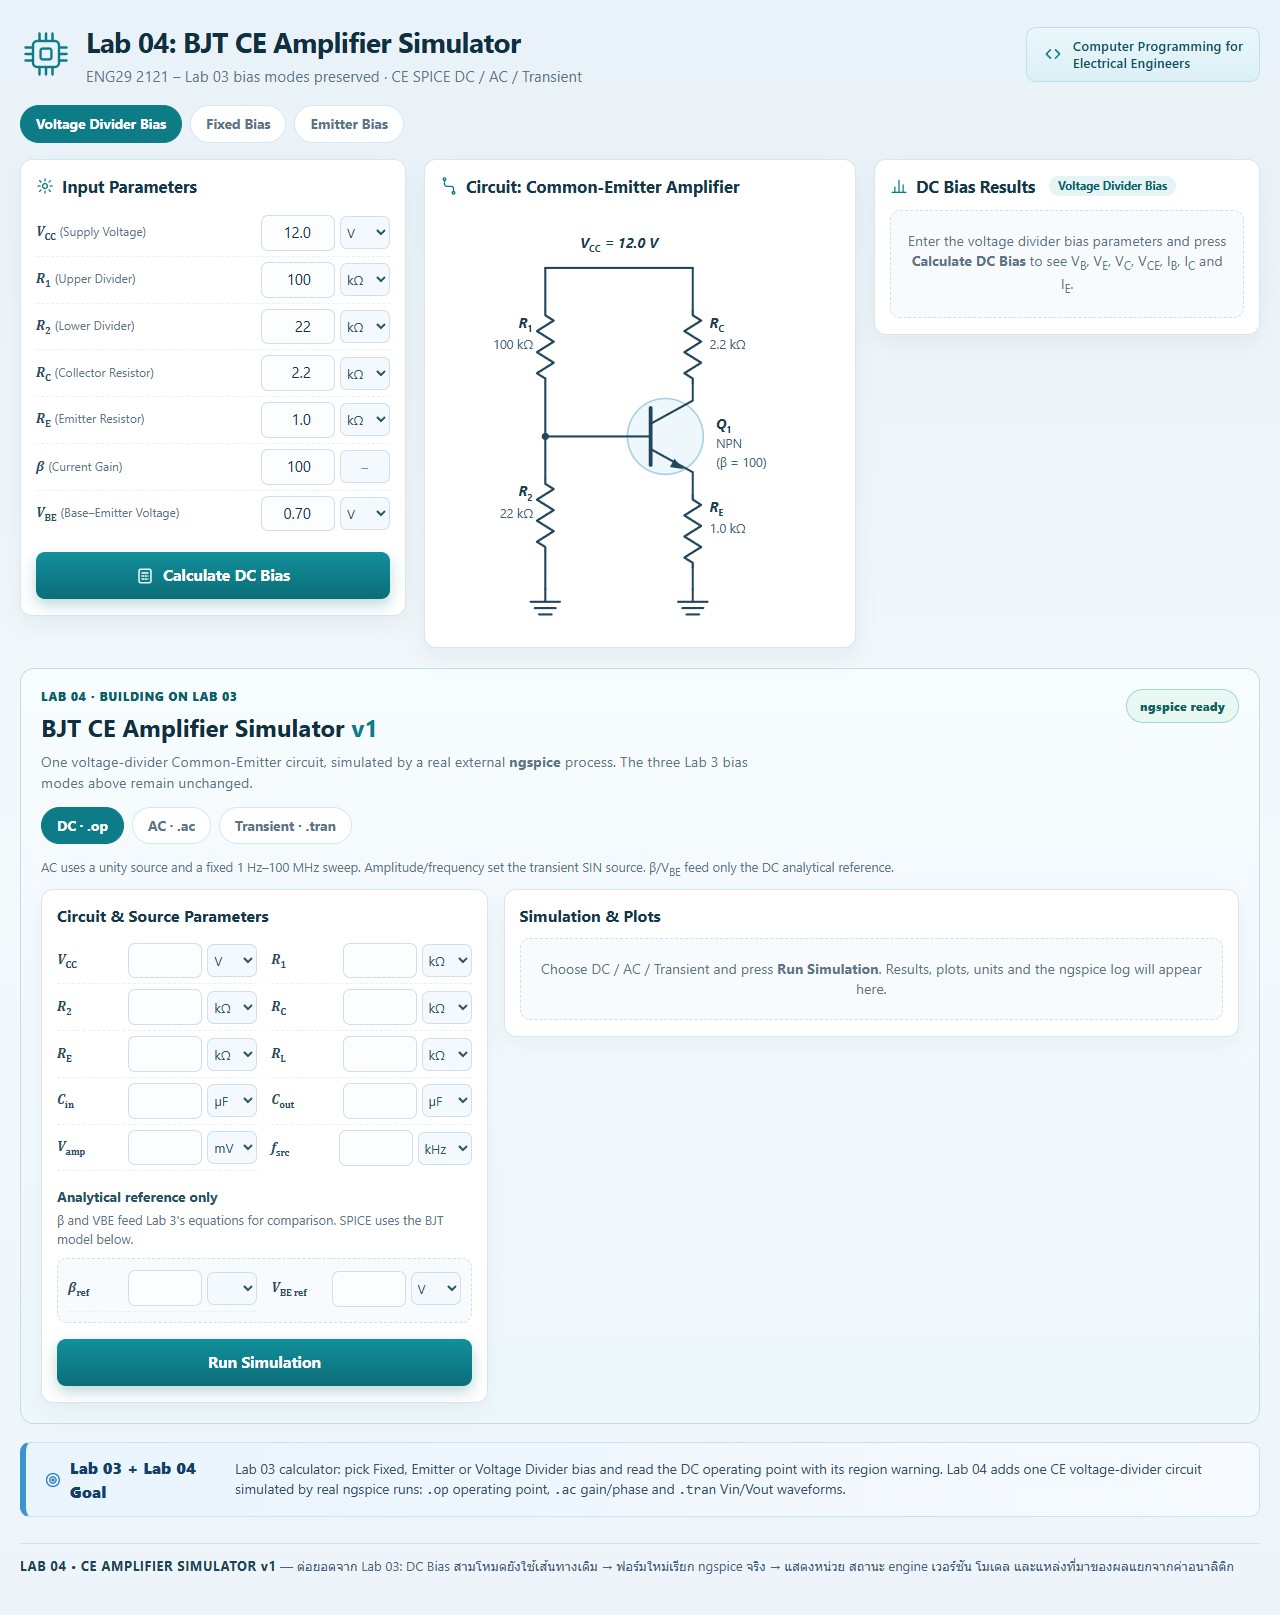 Lab 04: BJT CE Amplifier Simulator
ENG29 2121 – Lab 03 bias modes preserved · CE SPICE DC / AC / Transient
Computer Programming for
Electrical Engineers
Voltage Divider Bias
Fixed Bias
Emitter Bias
Input Parameters
VCC (Supply Voltage) 12.0 V
R1 (Upper Divider) 100 kΩ
R2 (Lower Divider) 22 kΩ
RC (Collector Resistor) 2.2 kΩ
RE (Emitter Resistor) 1.0 kΩ
β (Current Gain) 100 –
VBE (Base–Emitter Voltage) 0.70 V
Calculate DC Bias
Circuit: Common-Emitter Amplifier
VCC = 12.0 V
R1
100 kΩ
RC
2.2 kΩ
Q1
NPN
(β = 100)
R2
22 kΩ
RE
1.0 kΩ
DC Bias Results Voltage Divider Bias
Enter the voltage divider bias parameters and press
Calculate DC Bias to see VB, VE, VC, VCE, IB, IC and
IE.
LAB 04 · BUILDING ON LAB 03
BJT CE Amplifier Simulator v1
ngspice ready
One voltage-divider Common-Emitter circuit, simulated by a real external ngspice process. The three Lab 3 bias
modes above remain unchanged.
DC · .op
AC · .ac
Transient · .tran
AC uses a unity source and a fixed 1 Hz–100 MHz sweep. Amplitude/frequency set the transient SIN source. β/VBE feed only the DC analytical reference.
Circuit & Source Parameters
VCC V R1 kΩ
R2 kΩ RC kΩ
RE kΩ RL kΩ
Cin µF Cout µF
Vamp mV fsrc kHz
Analytical reference only
β and VBE feed Lab 3's equations for comparison. SPICE uses the BJT
model below.
βref VBE ref V
Run Simulation
Simulation & Plots
Choose DC / AC / Transient and press Run Simulation. Results, plots, units and the ngspice log will appear
here.
Lab 03 + Lab 04
Goal
Lab 03 calculator: pick Fixed, Emitter or Voltage Divider bias and read the DC operating point with its region warning. Lab 04 adds one CE voltage-divider circuit
simulated by real ngspice runs: .op operating point, .ac gain/phase and .tran Vin/Vout waveforms.
LAB 04 • CE AMPLIFIER SIMULATOR v1 — ต่อยอดจาก Lab 03: DC Bias สามโหมดยังใช้เส้นทางเดิม → ฟอร์มใหม่เรียก ngspice จริง → แสดงหน่วย สถานะ engine เวอร์ชัน โมเดล และแหล่งที่มาของผลแยกจากค่าอนาลิติก